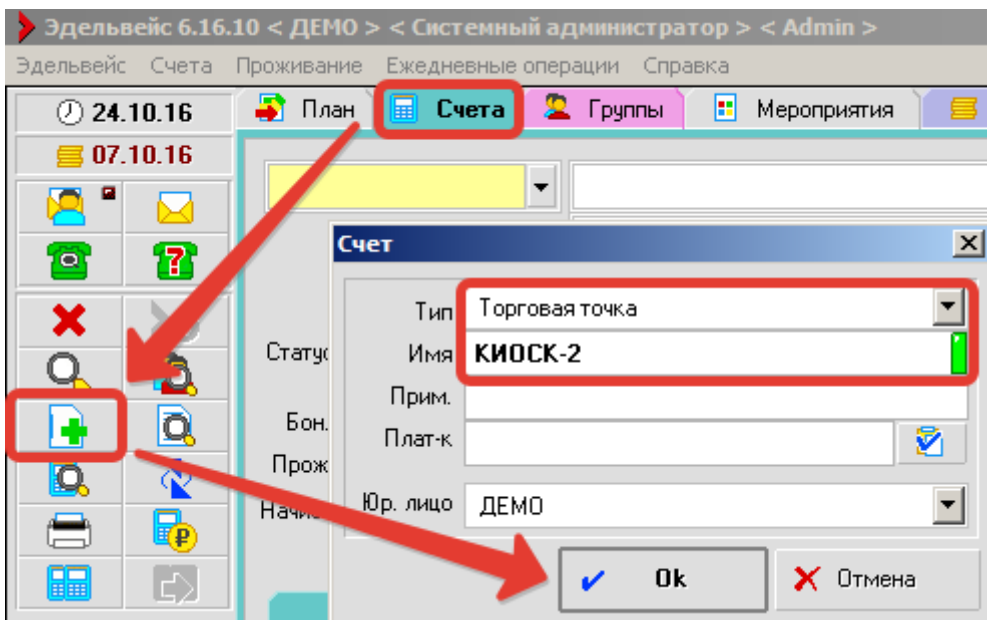 Эдельвейс 6.16.10 < ДЕМО > < Системный администратор > < Admin >
Эдельвейс Счета Проживание Ежедневные операции Справка
24.10.16 План Счета Группы Мероприятия
07.10.16
Счет
Тип Торговая точка
Имя КИОСК-2
Прим.
Бон.
Плат-к
Юр. лицо ДЕМО
Ok Отмена